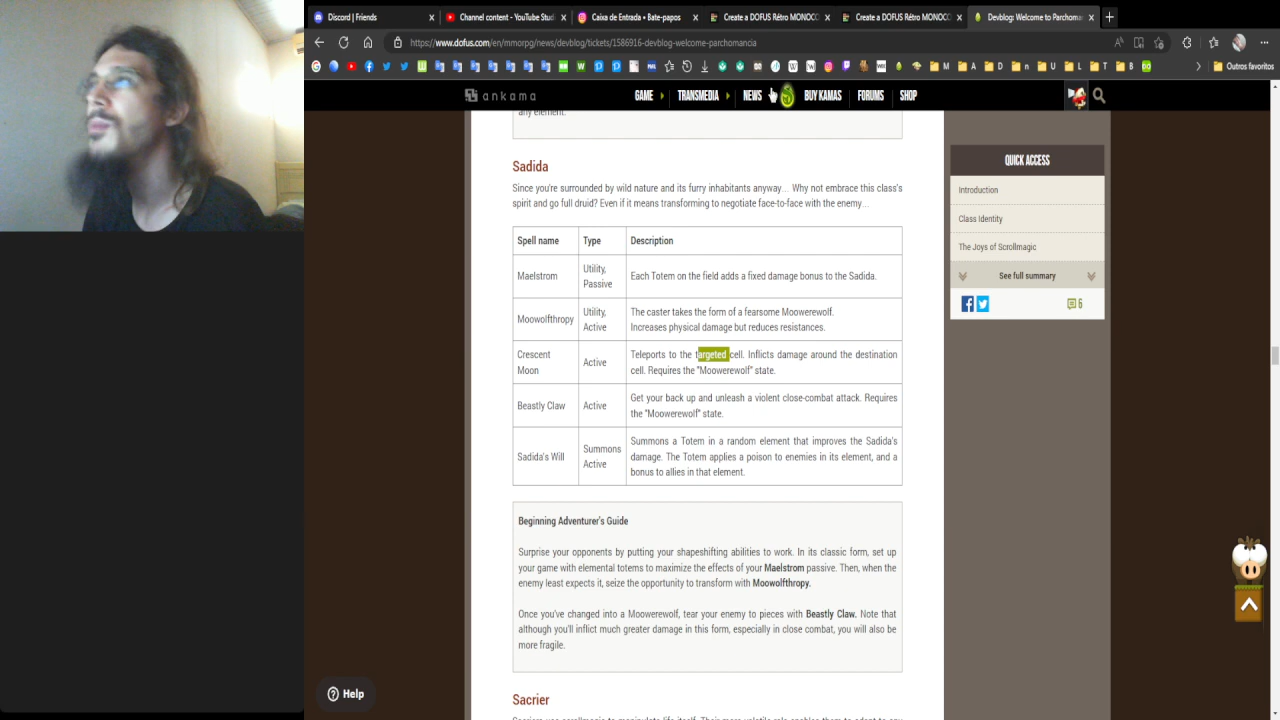 Discord | Friends
Channel content - YouTube Stud
Caixa de Entrada • Bate-papos
Create a DOFUS Rétro MONOCO
Create a DOFUS Rétro MONOCO
Devblog: Welcome to Parchoma
https://www.dofus.com/en/mmorpg/news/devblog/tickets/1586916-devblog-welcome-parchomancia
Outros favoritos
ankama
GAME
TRANSMEDIA
NEWS
BUY KAMAS
FORUMS
SHOP
any element.
Sadida
Since you're surrounded by wild nature and its furry inhabitants anyway... Why not embrace this class's
spirit and go full druid? Even if it means transforming to negotiate face-to-face with the enemy...
Spell name Type Description
Maelstrom Utility, Passive Each Totem on the field adds a fixed damage bonus to the Sadida.
Moowolfthropy Utility, Active The caster takes the form of a fearsome Moowerewolf.
Increases physical damage but reduces resistances.
Crescent Moon Active Teleports to the targeted cell. Inflicts damage around the destination
cell. Requires the "Moowerewolf" state.
Beastly Claw Active Get your back up and unleash a violent close-combat attack. Requires
the "Moowerewolf" state.
Sadida's Will Summons Active Summons a Totem in a random element that improves the Sadida's
damage. The Totem applies a poison to enemies in its element, and a
bonus to allies in that element.
Beginning Adventurer's Guide
Surprise your opponents by putting your shapeshifting abilities to work. In its classic form, set up
your game with elemental totems to maximize the effects of your Maelstrom passive. Then, when the
enemy least expects it, seize the opportunity to transform with Moowolfthropy.
Once you've changed into a Moowerewolf, tear your enemy to pieces with Beastly Claw. Note that
although you'll inflict much greater damage in this form, especially in close combat, you will also be
more fragile.
Sacrier
QUICK ACCESS
Introduction
Class Identity
The Joys of Scrollmagic
See full summary
6
Help